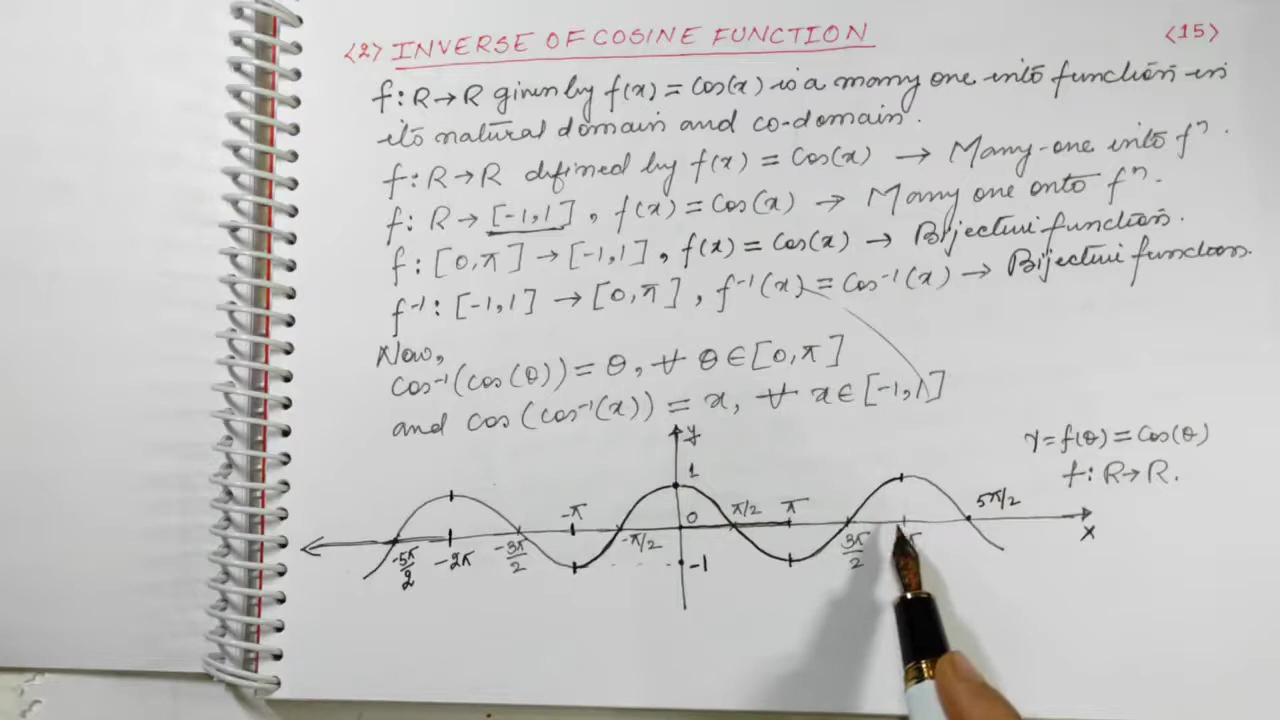 <2> INVERSE OF COSINE FUNCTION <15>
f: R→R given by f(x) = Cos(x) is a many one into function in
its natural domain and co-domain.
f: R→R defined by f(x) = Cos(x) → Many-one into fⁿ.
f: R→[-1,1], f(x) = Cos(x) → Many one onto fⁿ.
f: [0,π]→[-1,1], f(x) = Cos(x) → Bijective function.
f⁻¹: [-1,1] → [0,π], f⁻¹(x) = Cos⁻¹(x) → Bijective function.
Now,
Cos⁻¹(Cos(θ)) = θ, ∀ θ∈[0,π]
and Cos(Cos⁻¹(x)) = x, ∀ x∈[-1,1]
y
Y = f(θ) = Cos(θ)
1
f: R→R.
-π 0 π/2 π 5π/2
X
-5π/2 -2π -3π/2 -π/2 3π/2
-1